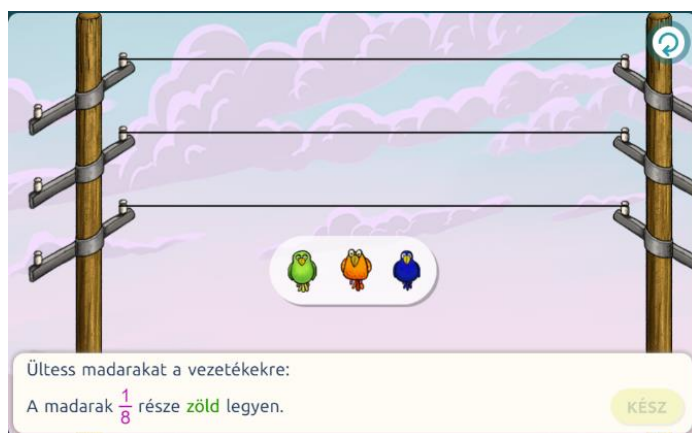 Ültess madarakat a vezetékekre:
A madarak 1/8 része zöld legyen.
KÉSZ